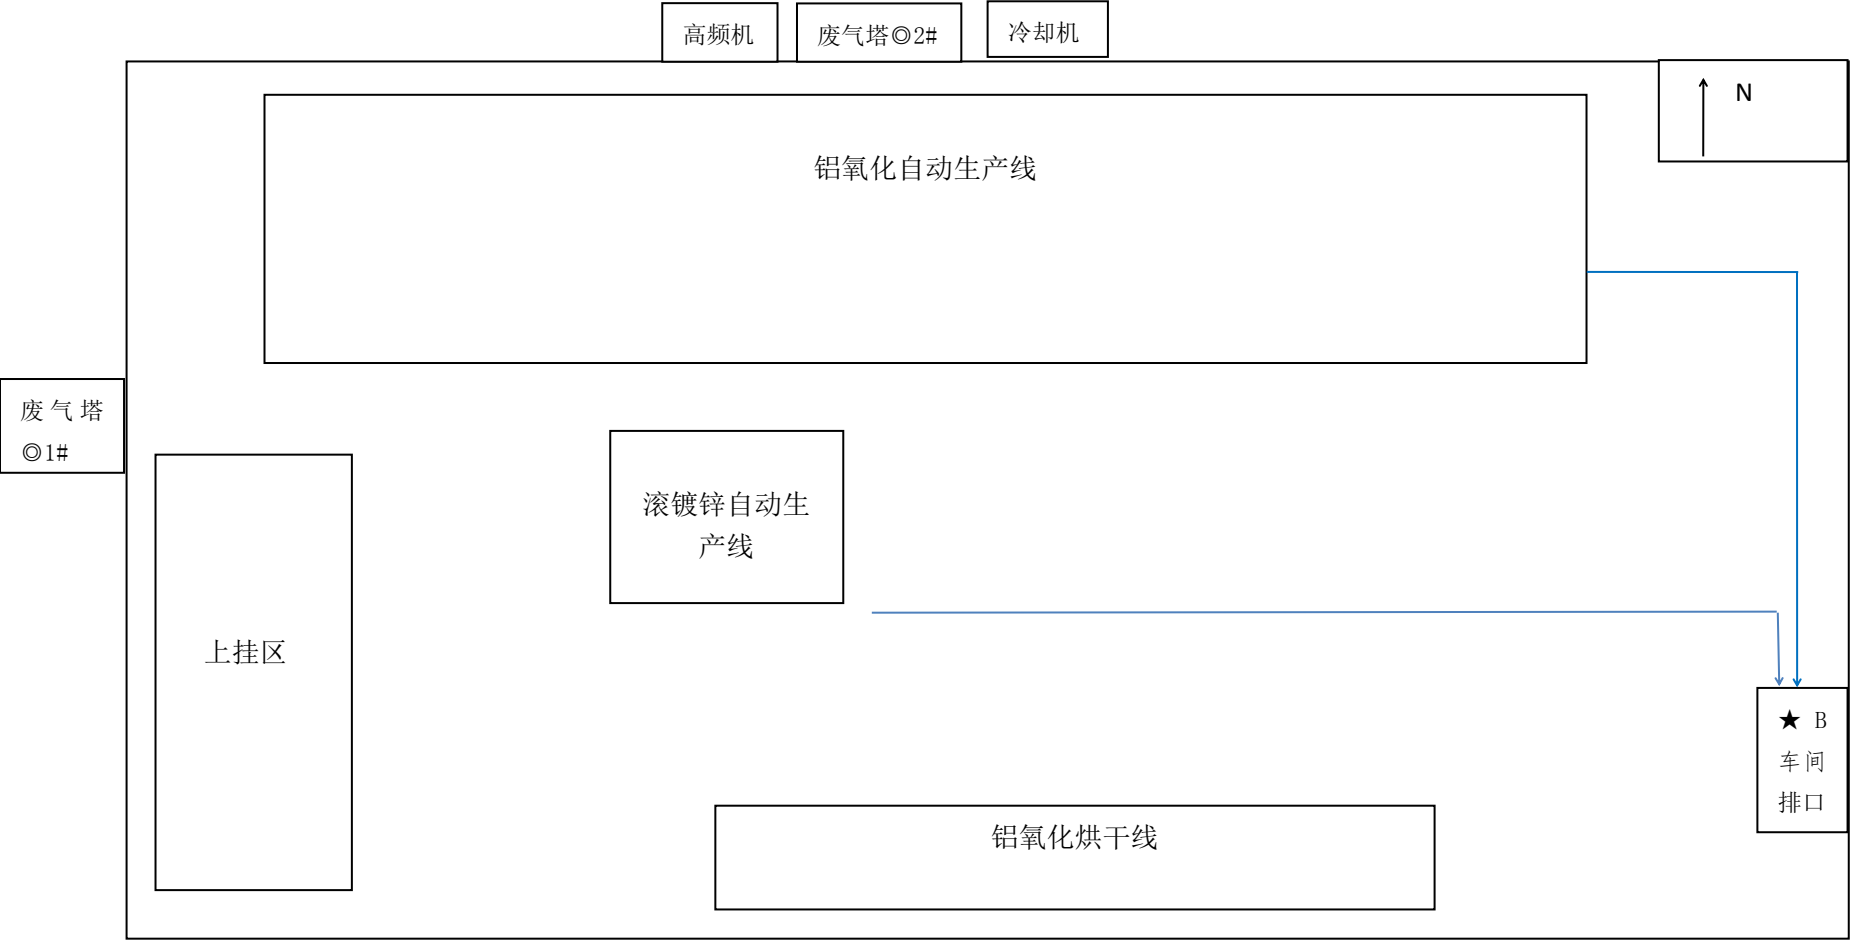 高频机
废气塔◎2#
冷却机
N
铝氧化自动生产线
废气塔
◎1#
滚镀锌自动生
产线
上挂区
★ B
车间
排口
铝氧化烘干线